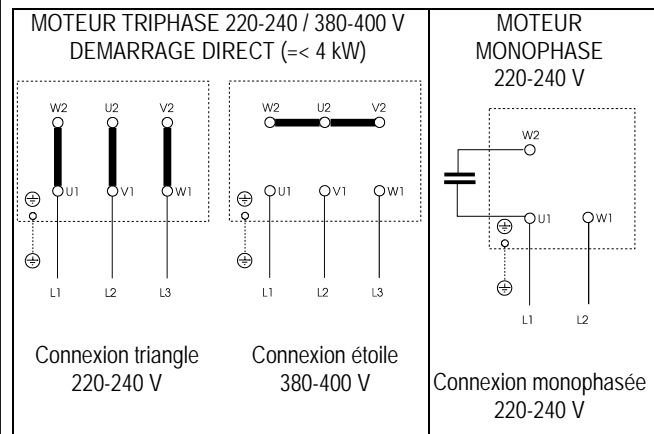 MOTEUR TRIPHASE 220-240 / 380-400 V
DEMARRAGE DIRECT (=< 4 kW)
W2 U2 V2
U1 V1 W1
L1 L2 L3
Connexion triangle
220-240 V
W2 U2 V2
U1 V1 W1
L1 L2 L3
Connexion étoile
380-400 V
MOTEUR
MONOPHASE
220-240 V
W2
U1 W1
L1 L2
Connexion monophasée
220-240 V